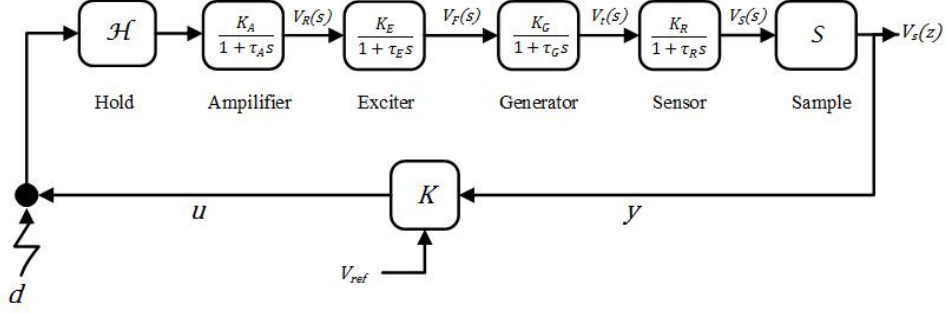 V_R(s) V_F(s) V_t(s) V_S(s)
ℋ K_A / 1 + τ_A s K_E / 1 + τ_E s K_G / 1 + τ_G s K_R / 1 + τ_R s S V_s(z)
Hold Ampilifier Exciter Generator Sensor Sample
K
u y
V_ref
d